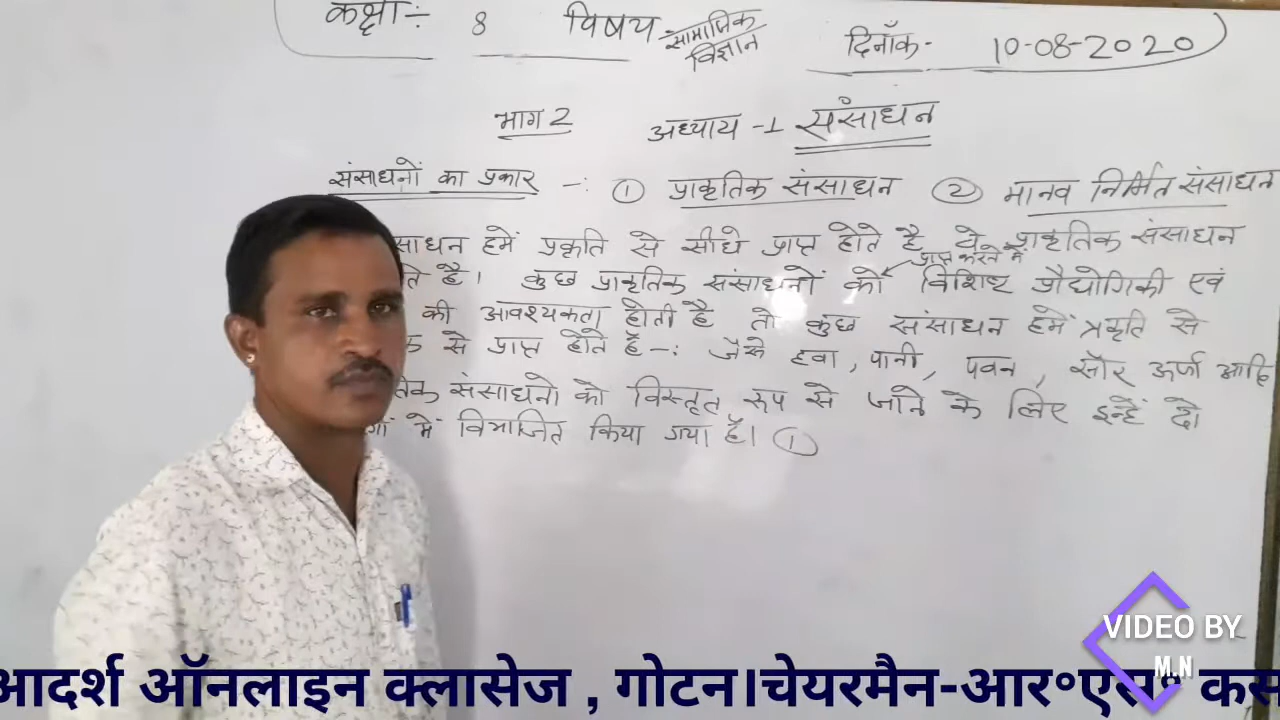 कक्षा:- 8 विषय- सामाजिक विज्ञान दिनाँक- 10-08-2020
भाग 2 अध्याय -1 संसाधन
संसाधनों का प्रकार -: ① प्राकृतिक संसाधन ② मानव निर्मित संसाधन
साधन हमें प्रकृति से सीधे प्राप्त होते है ये प्राकृतिक संसाधन
प्राप्त करने में
ते है। कुछ प्राकृतिक संसाधनों को विशिष्ट प्रौद्योगिकी एवं
की आवश्यकता होती है तो कुछ संसाधन हमें प्रकृति से
क से प्राप्त होते है -: जैसे हवा, पानी, पवन, सौर ऊर्जा आदि
तिक संसाधनो को विस्तृत रूप से जाने के लिए इन्हें दो
में विभाजित किया गया है। ①
VIDEO BY
M.N
आदर्श ऑनलाइन क्लासेज , गोटन।चेयरमैन-आर॰एस॰ कस